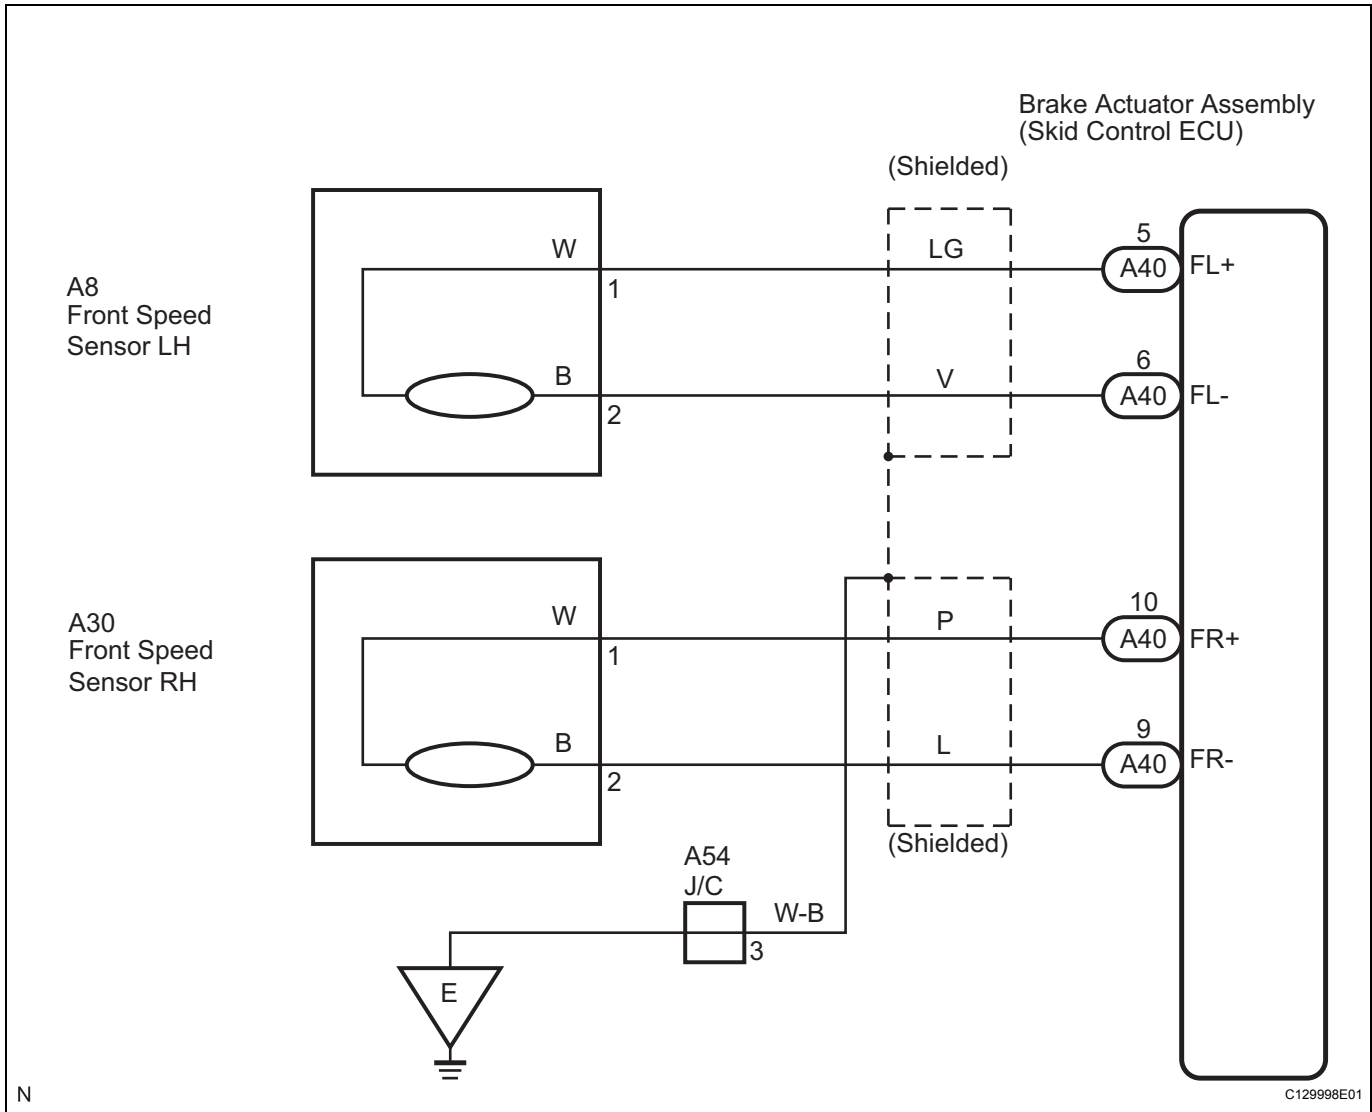 Brake Actuator Assembly
(Skid Control ECU)
(Shielded)
A8
Front Speed
Sensor LH
W
1
LG
5
A40
FL+
B
2
V
6
A40
FL-
A30
Front Speed
Sensor RH
W
1
P
10
A40
FR+
B
2
L
9
A40
FR-
(Shielded)
A54
J/C
W-B
3
E
N
C129998E01